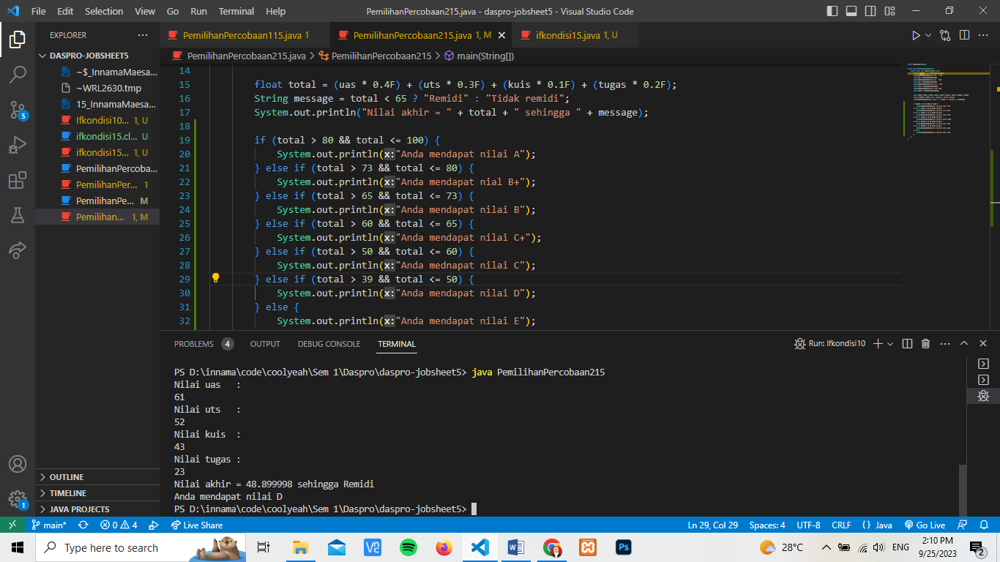 File Edit Selection View Go Run Terminal Help
PemilihanPercobaan215.java - daspro-jobsheet5 - Visual Studio Code
EXPLORER
DASPRO-JOBSHEET5
~$_InnamaMaesa...
~WRL2630.tmp
15_InnamaMaesa...
Ifkondisi10... 1, U
ifkondisi15.cl... U
ifkondisi15... 1, U
PemilihanPercoba...
PemilihanPer... 1
PemilihanPe... M
Pemilihan... 1, M
OUTLINE
TIMELINE
JAVA PROJECTS
5
1
PemilihanPercobaan115.java 1
PemilihanPercobaan215.java 1, M
ifkondisi15.java 1, U
PemilihanPercobaan215.java > PemilihanPercobaan215 > main(String[])
14
15 float total = (uas * 0.4F) + (uts * 0.3F) + (kuis * 0.1F) + (tugas * 0.2F);
16 String message = total < 65 ? "Remidi" : "Tidak remidi";
17 System.out.println("Nilai akhir = " + total + " sehingga " + message);
18
19 if (total > 80 && total <= 100) {
20 System.out.println(x:"Anda mendapat nilai A");
21 } else if (total > 73 && total <= 80) {
22 System.out.println(x:"Anda mendapat nial B+");
23 } else if (total > 65 && total <= 73) {
24 System.out.println(x:"Anda mendapat nilai B");
25 } else if (total > 60 && total <= 65) {
26 System.out.println(x:"Anda mendapat nilai C+");
27 } else if (total > 50 && total <= 60) {
28 System.out.println(x:"Anda mednapat nilai C");
29 } else if (total > 39 && total <= 50) {
30 System.out.println(x:"Anda mendapat nilai D");
31 } else {
32 System.out.println(x:"Anda mendapat nilai E");
PROBLEMS 4 OUTPUT DEBUG CONSOLE TERMINAL
Run: Ifkondisi10
PS D:\innama\code\coolyeah\Sem 1\Daspro\daspro-jobsheet5> java PemilihanPercobaan215
Nilai uas :
61
Nilai uts :
52
Nilai kuis :
43
Nilai tugas :
23
Nilai akhir = 48.899998 sehingga Remidi
Anda mendapat nilai D
PS D:\innama\code\coolyeah\Sem 1\Daspro\daspro-jobsheet5>
main* 0 4 Live Share
Ln 29, Col 29 Spaces: 4 UTF-8 CRLF {} Java Go Live
Type here to search
28°C
ENG
2:10 PM
9/25/2023
2